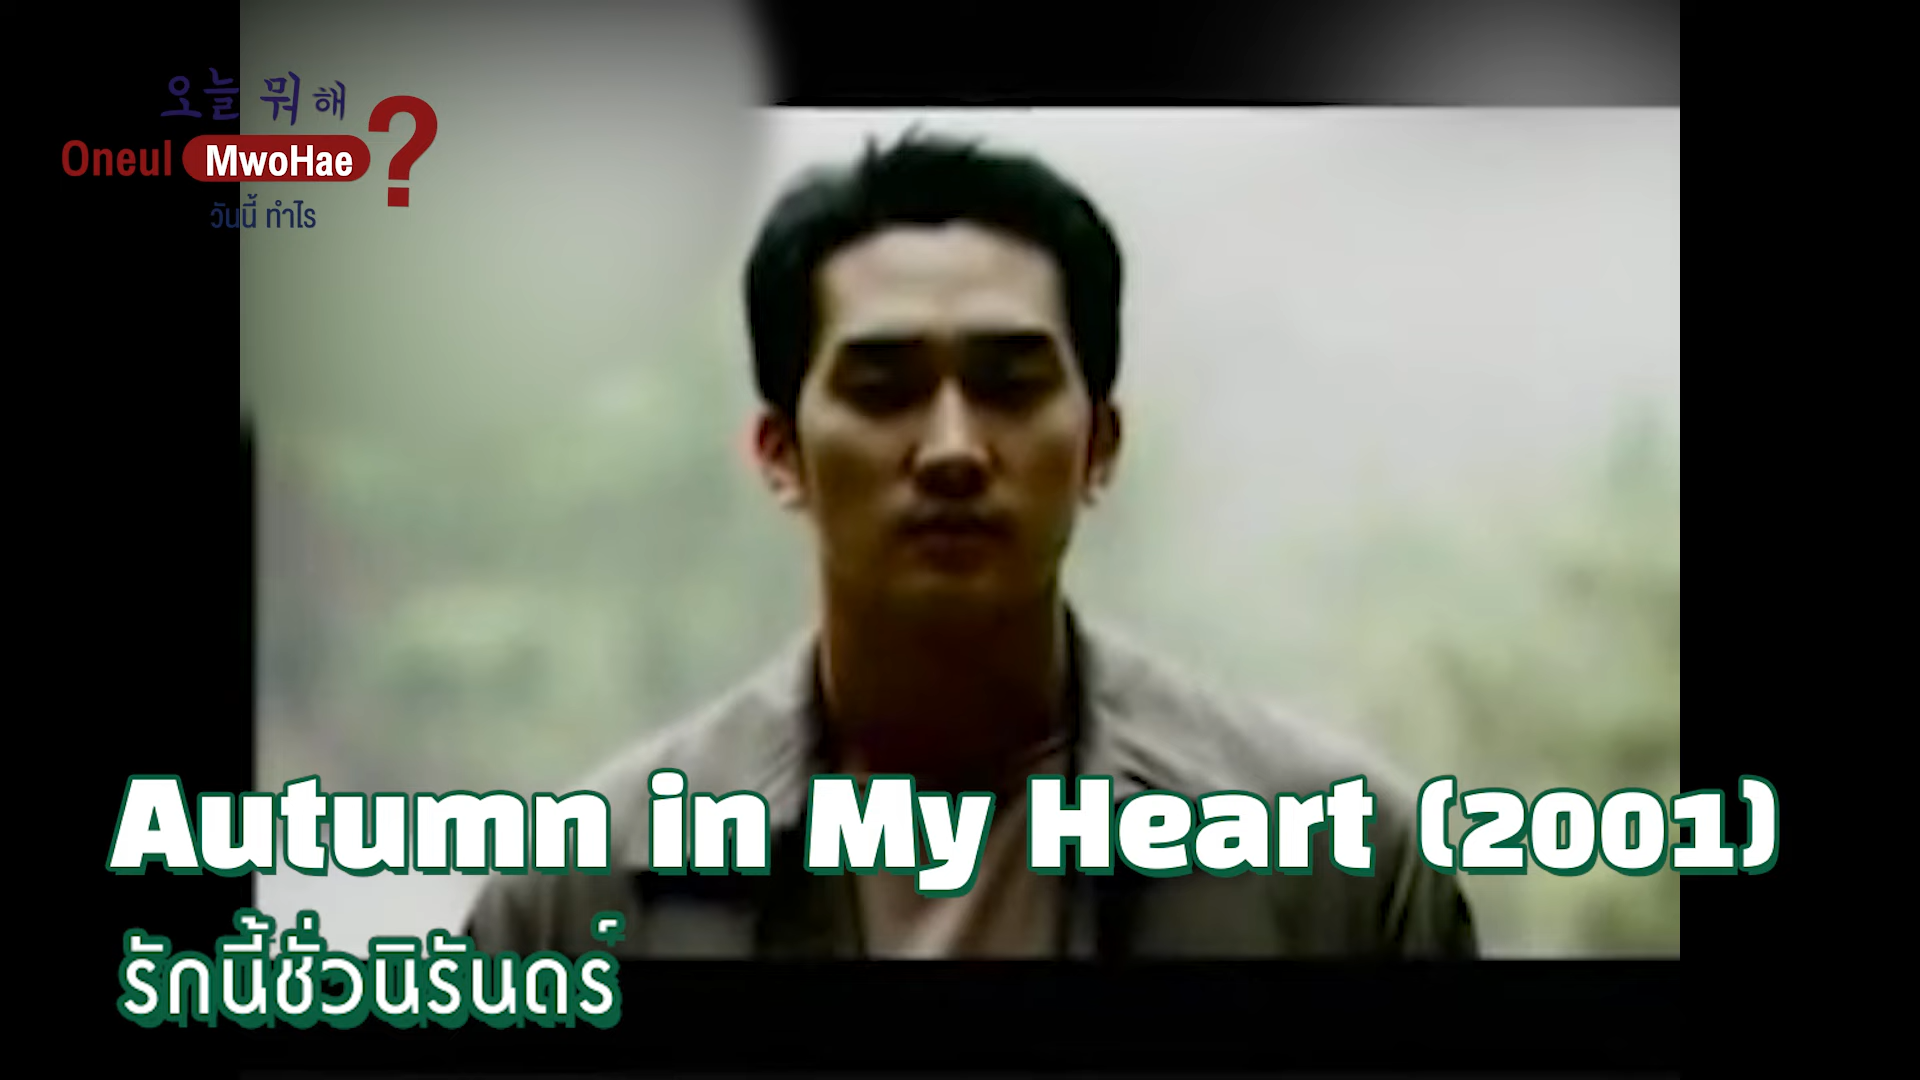 오늘 뭐해
Oneul MwoHae ?
วันนี้ ทำไร
Autumn in My Heart (2001)
รักนี้ชั่วนิรันดร์